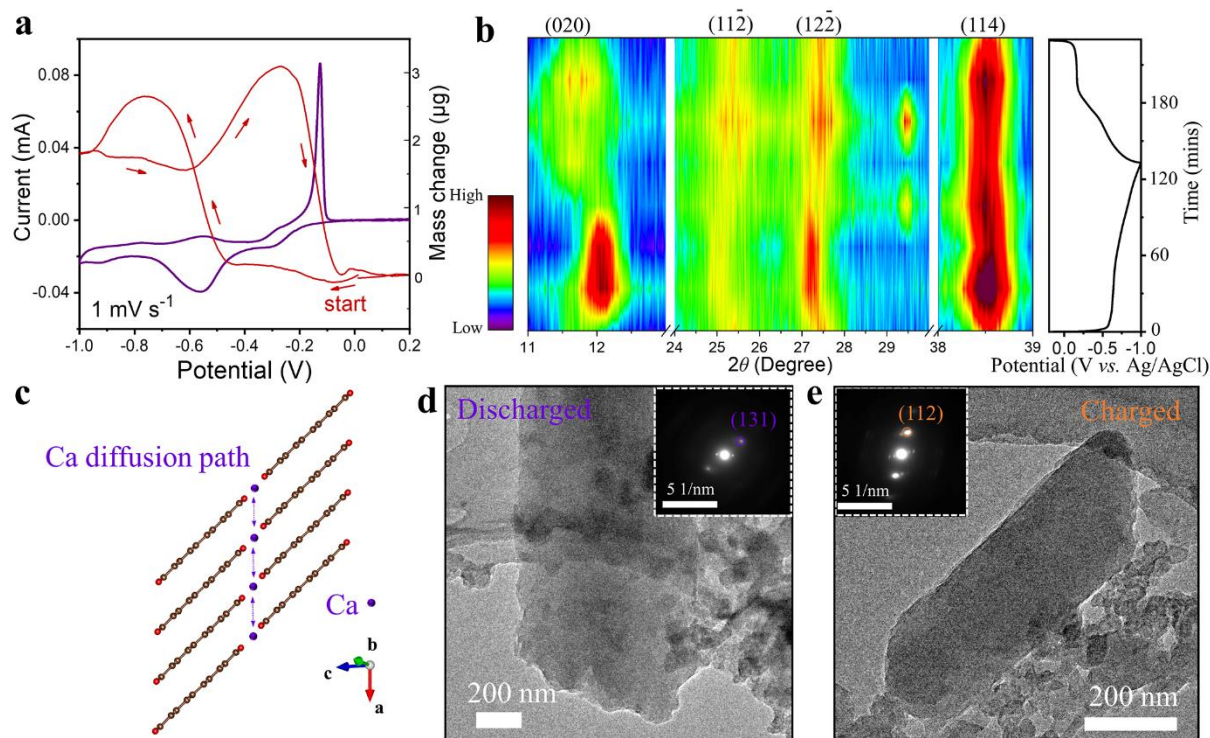 a
0.08
0.04
0.00
-0.04
Current (mA)
3
2
1
0
Mass change (µg)
start
1 mV s⁻¹
-1.0 -0.8 -0.6 -0.4 -0.2 0.0 0.2
Potential (V)
b
(020) (112̅) (122̅) (114)
High
Low
11 12 24 25 26 27 28 29 38 39
2θ (Degree)
180
120
60
0
Time (mins)
0.0 -0.5 -1.0
Potential (V vs. Ag/AgCl)
c
Ca diffusion path
Ca
b
c
a
d
Discharged
(131)
5 1/nm
200 nm
e
Charged
(112)
5 1/nm
200 nm